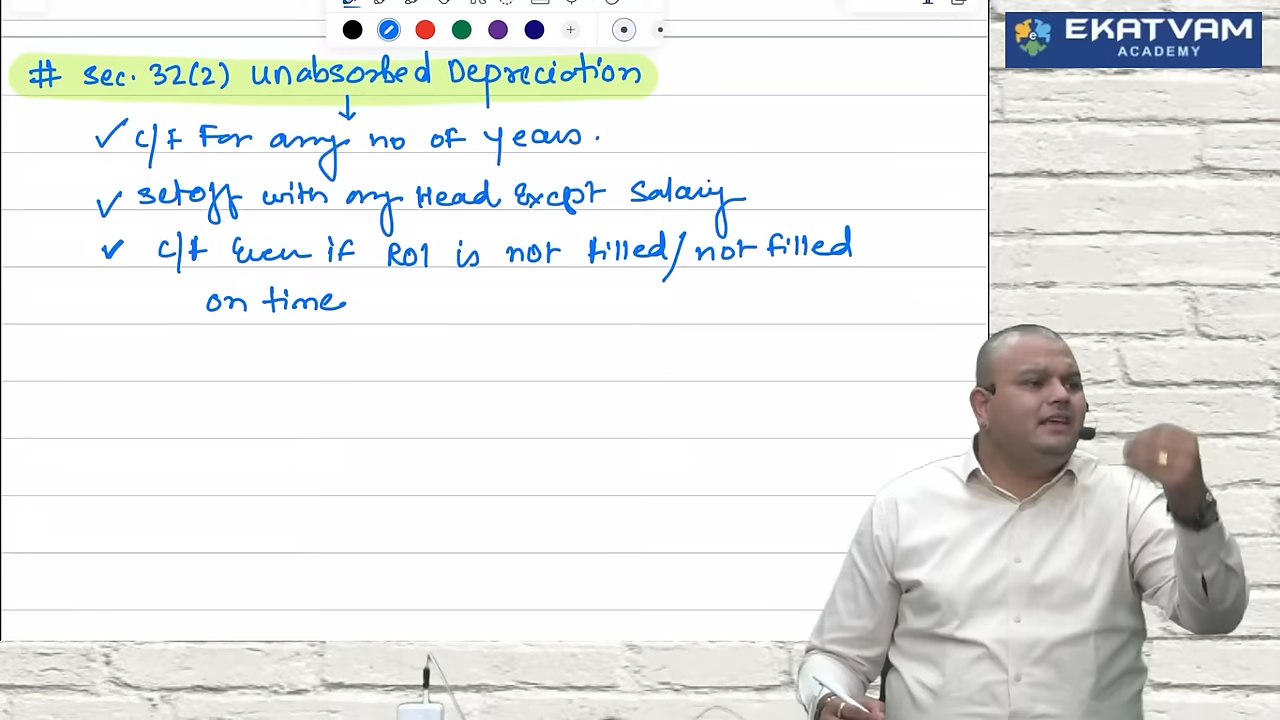 EKATVAM
ACADEMY
# Sec. 32(2) Unabsorbed Depreciation
✓ c/f For any no of years.
✓ Setoff with any Head Except Salary
✓ c/f Even if ROI is not filled/not filled
on time